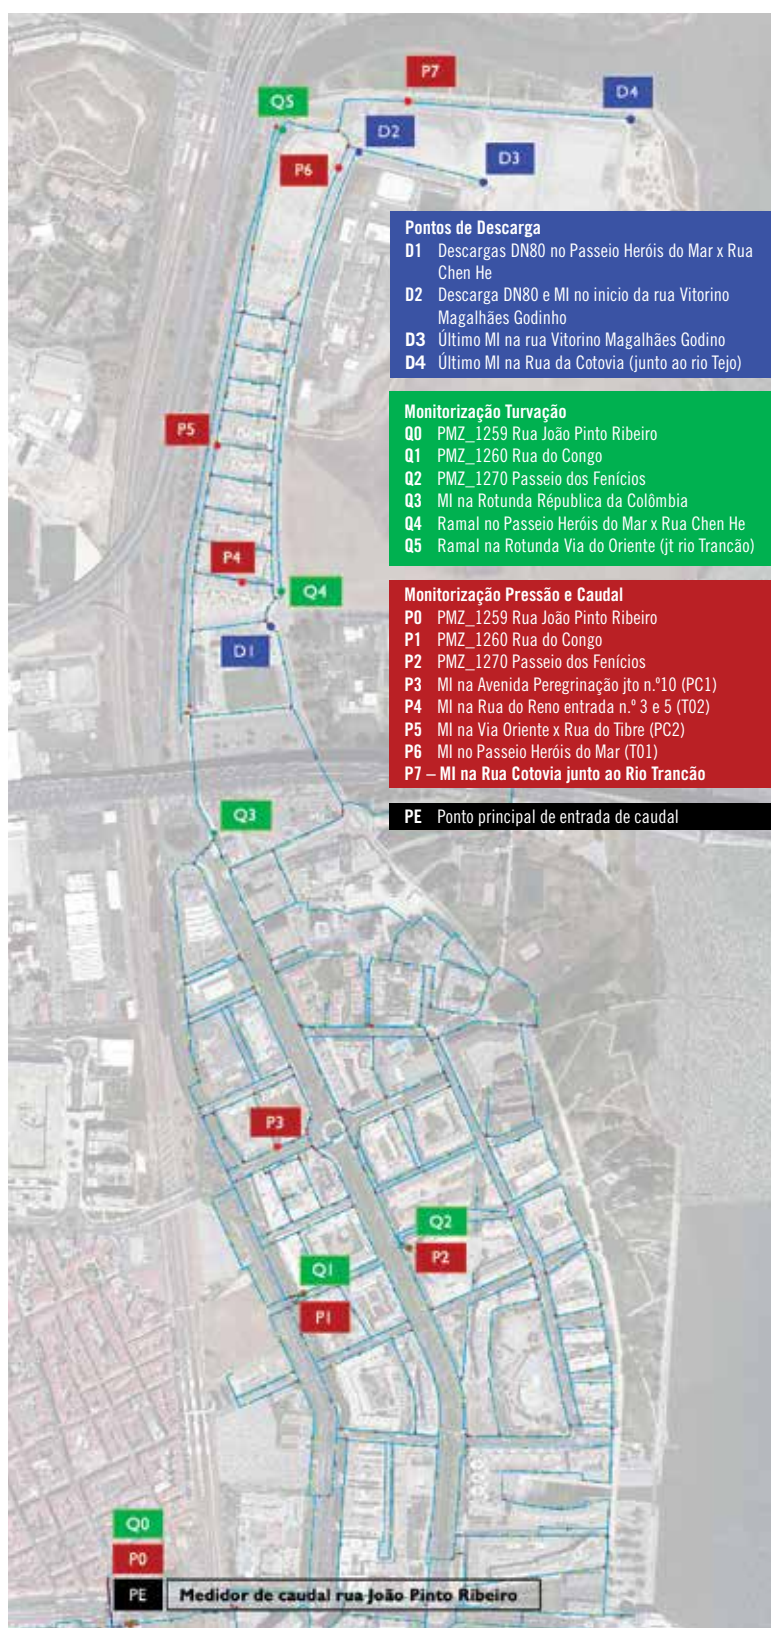 P7
D4
Q5
D2
P6
D3
Pontos de Descarga
D1 Descargas DN80 no Passeio Heróis do Mar x Rua
Chen He
D2 Descarga DN80 e MI no inicio da rua Vitorino
Magalhães Godinho
D3 Último MI na rua Vitorino Magalhães Godino
D4 Último MI na Rua da Cotovia (junto ao rio Tejo)
Monitorização Turvação
Q0 PMZ_1259 Rua João Pinto Ribeiro
Q1 PMZ_1260 Rua do Congo
Q2 PMZ_1270 Passeio dos Fenícios
Q3 MI na Rotunda Répública da Colômbia
Q4 Ramal no Passeio Heróis do Mar x Rua Chen He
Q5 Ramal na Rotunda Via do Oriente (jt rio Trancão)
P5
P4
Q4
D1
Monitorização Pressão e Caudal
P0 PMZ_1259 Rua João Pinto Ribeiro
P1 PMZ_1260 Rua do Congo
P2 PMZ_1270 Passeio dos Fenícios
P3 MI na Avenida Peregrinação jto n.º10 (PC1)
P4 MI na Rua do Reno entrada n.º 3 e 5 (T02)
P5 MI na Via Oriente x Rua do Tibre (PC2)
P6 MI no Passeio Heróis do Mar (T01)
P7 – MI na Rua Cotovia junto ao Rio Trancão
PE Ponto principal de entrada de caudal
Q3
P3
Q2
P2
Q1
P1
Q0
P0
PE Medidor de caudal rua João Pinto Ribeiro